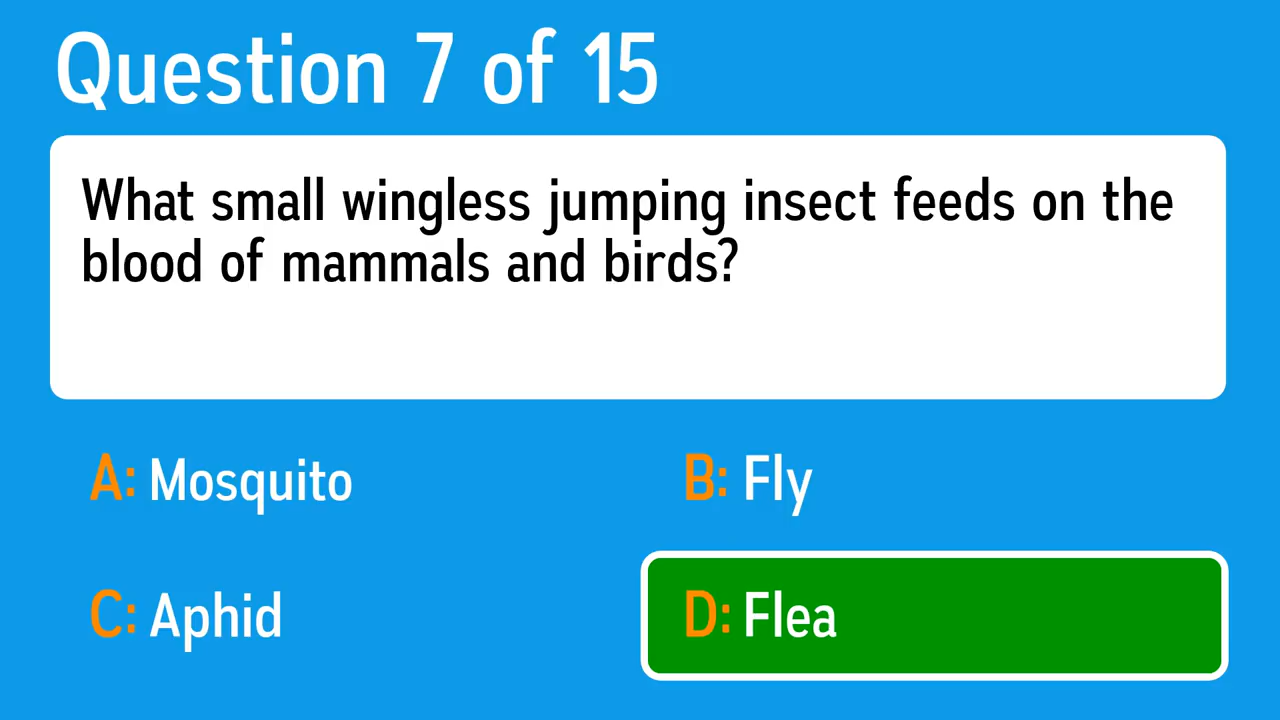 Question 7 of 15
What small wingless jumping insect feeds on the
blood of mammals and birds?
A: Mosquito
B: Fly
C: Aphid
D: Flea